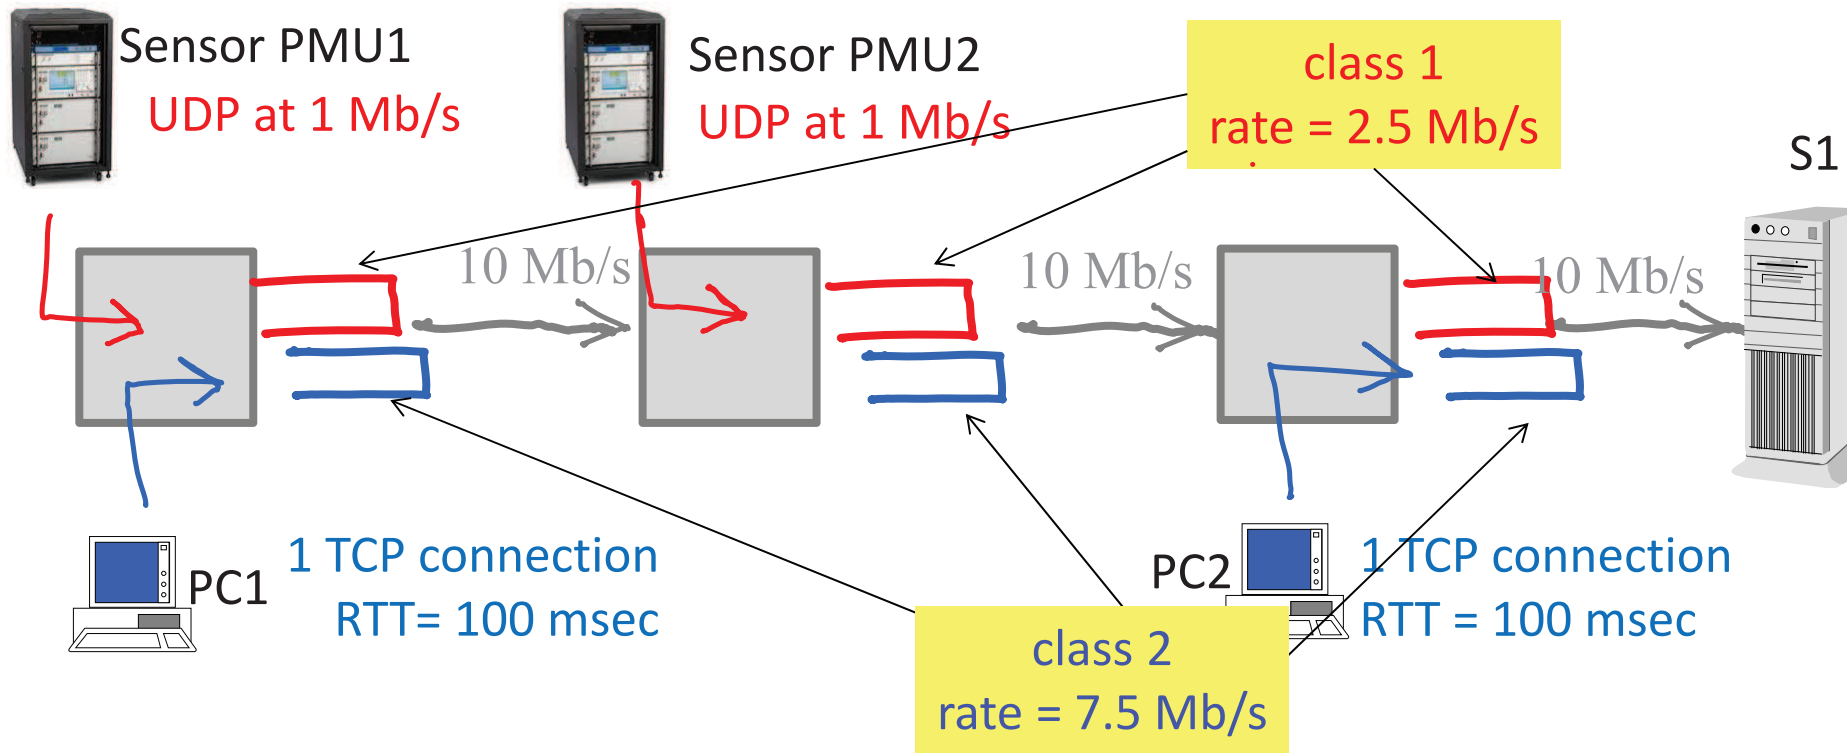 Sensor PMU1
UDP at 1 Mb/s
Sensor PMU2
UDP at 1 Mb/s
class 1
rate = 2.5 Mb/s
S1
10 Mb/s
10 Mb/s
10 Mb/s
PC1
1 TCP connection
RTT= 100 msec
PC2
1 TCP connection
RTT = 100 msec
class 2
rate = 7.5 Mb/s